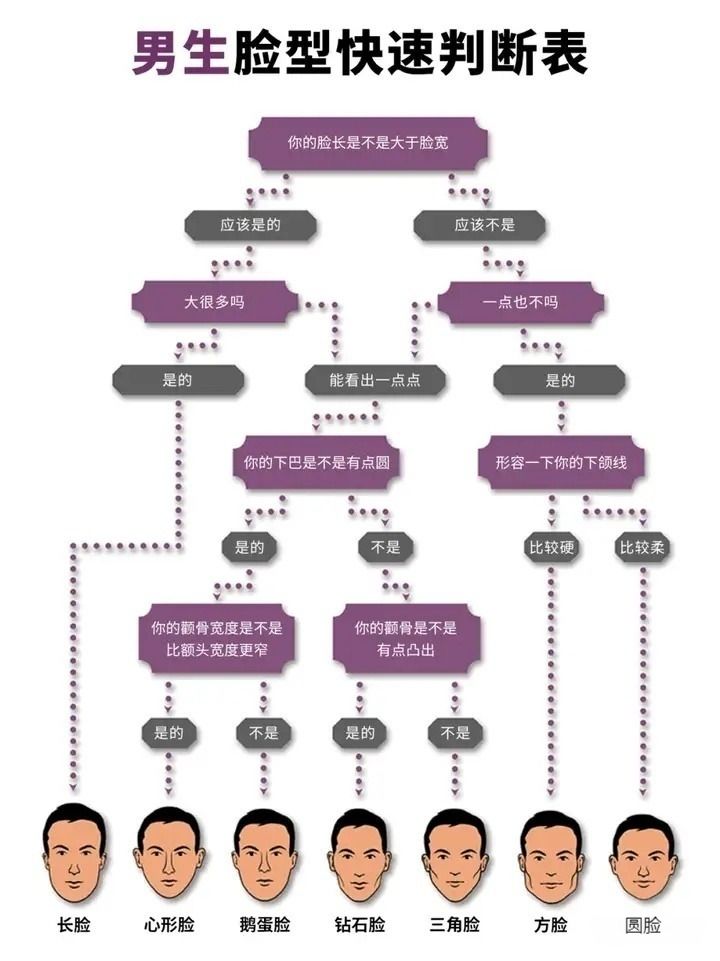 男生脸型快速判断表
你的脸长是不是大于脸宽
应该是的
应该不是
大很多吗
一点也不吗
是的
能看出一点点
是的
你的下巴是不是有点圆
形容一下你的下颌线
是的
不是
比较硬
比较柔
你的颧骨宽度是不是
比额头宽度更窄
你的颧骨是不是
有点凸出
是的
不是
是的
不是
长脸
心形脸
鹅蛋脸
钻石脸
三角脸
方脸
圆脸